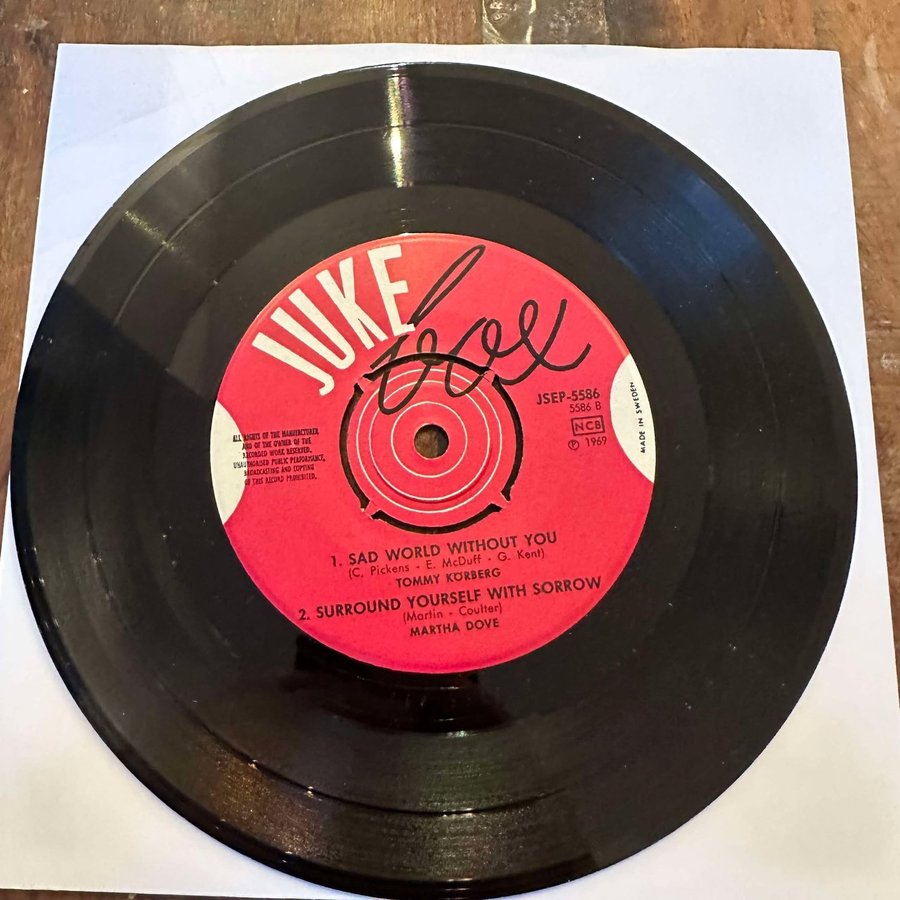 JUKE box
JSEP-5586
5586 B
NCB
Ⓟ 1969
MADE IN SWEDEN
ALL RIGHTS OF THE MANUFACTURER
AND OF THE OWNER OF THE
RECORDED WORK RESERVED.
UNAUTHORISED PUBLIC PERFORMANCE,
BROADCASTING AND COPYING
OF THIS RECORD PROHIBITED.
1. SAD WORLD WITHOUT YOU
(C. Pickens - E. McDuff - G. Kent)
TOMMY KÖRBERG
2. SURROUND YOURSELF WITH SORROW
(Martin - Coulter)
MARTHA DOVE